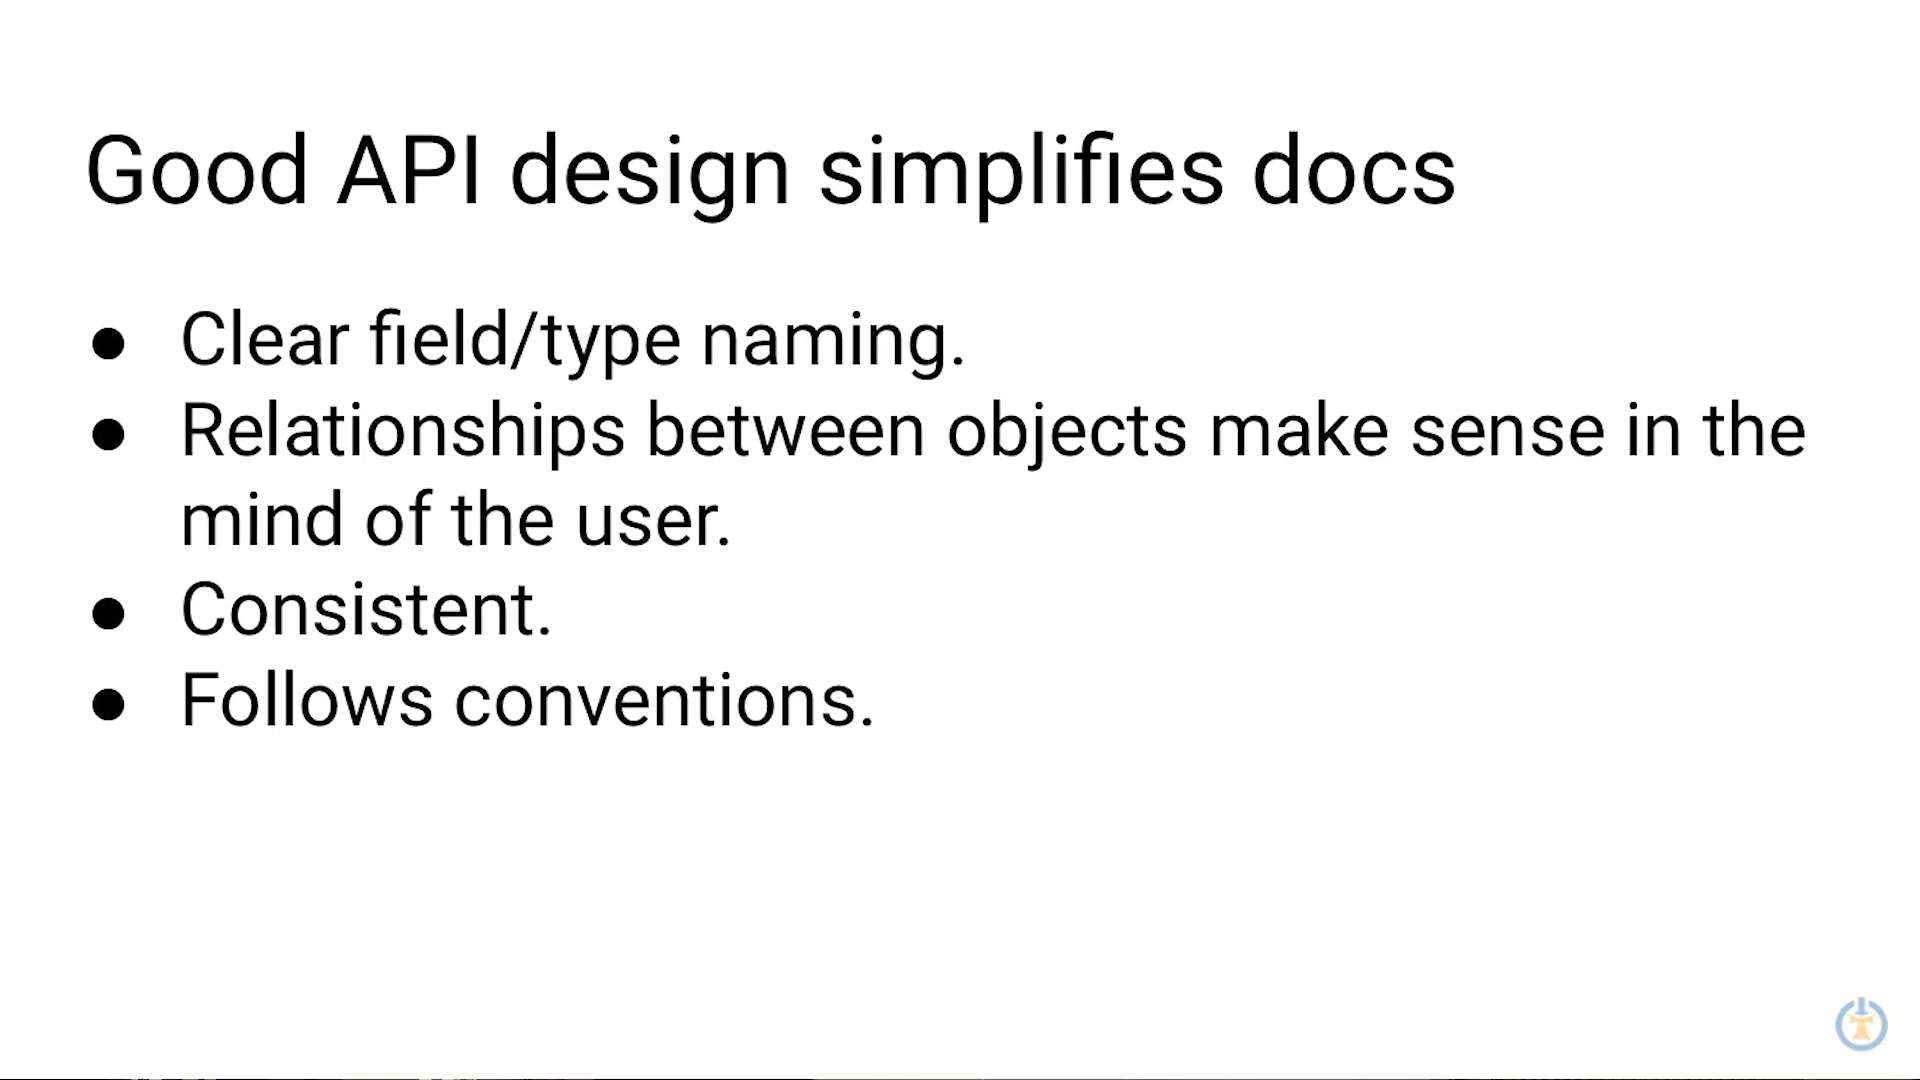 Good API design simplifies docs
● Clear field/type naming.
● Relationships between objects make sense in the
mind of the user.
● Consistent.
● Follows conventions.